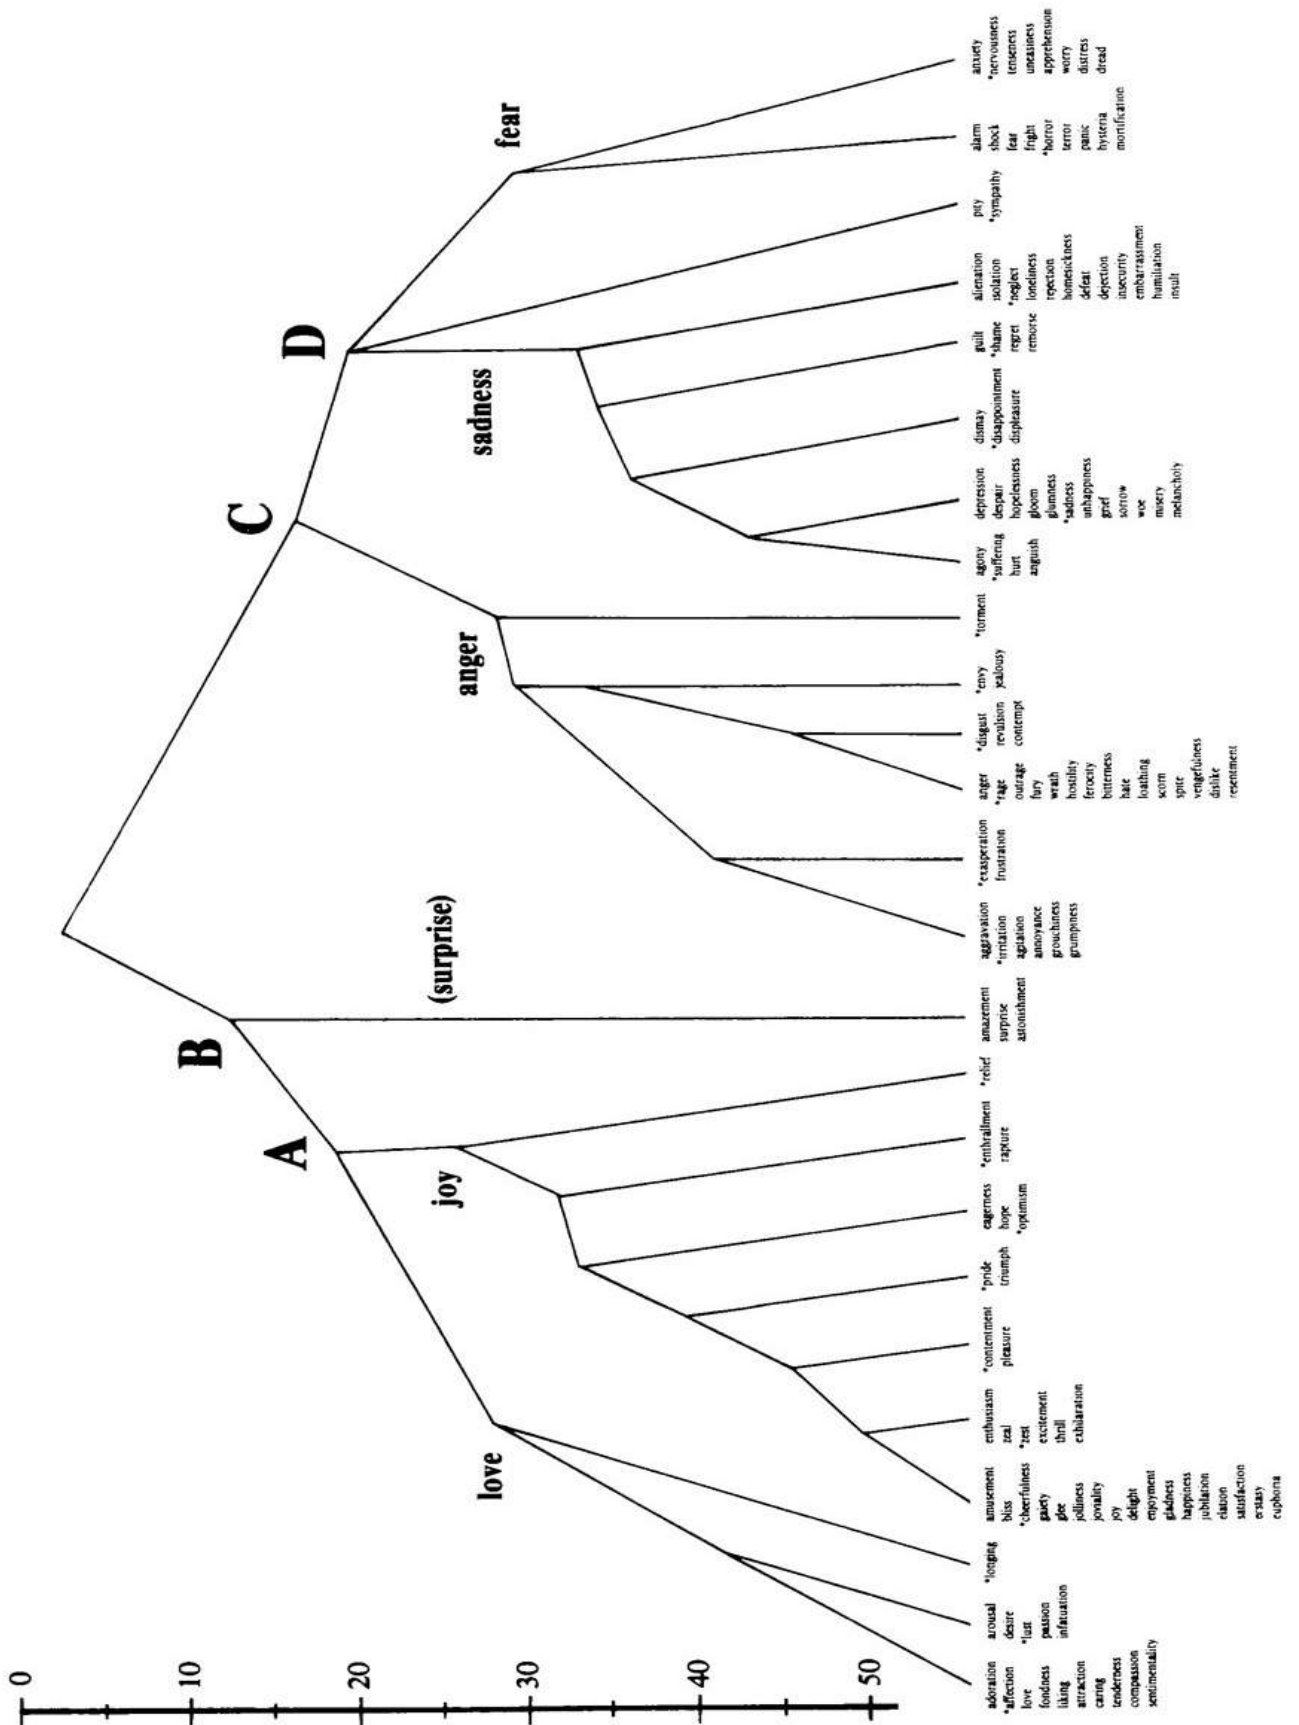 0
10
20
30
40
50
A
B
C
D
love
joy
(surprise)
anger
sadness
fear
adoration
*affection
love
fondness
liking
attraction
caring
tenderness
compassion
sentimentality
arousal
desire
*lust
passion
infatuation
*longing
amusement
bliss
*cheerfulness
gaiety
glee
jolliness
joviality
joy
delight
enjoyment
gladness
happiness
jubilation
elation
satisfaction
ecstasy
euphoria
enthusiasm
zeal
*zest
excitement
thrill
exhilaration
*contentment
pleasure
*pride
triumph
eagerness
hope
*optimism
*enthrallment
rapture
*relief
amazement
surprise
astonishment
aggravation
*irritation
agitation
annoyance
grouchiness
grumpiness
*exasperation
frustration
anger
*rage
outrage
fury
wrath
hostility
ferocity
bitterness
hate
loathing
scorn
spite
vengefulness
dislike
resentment
*disgust
revulsion
contempt
*envy
jealousy
*torment
agony
*suffering
hurt
anguish
depression
despair
hopelessness
gloom
glumness
*sadness
unhappiness
grief
sorrow
woe
misery
melancholy
dismay
*disappointment
displeasure
guilt
*shame
regret
remorse
alienation
isolation
*neglect
loneliness
rejection
homesickness
defeat
dejection
insecurity
embarrassment
humiliation
insult
pity
*sympathy
alarm
shock
fear
fright
*horror
terror
panic
hysteria
mortification
anxiety
*nervousness
tenseness
uneasiness
apprehension
worry
distress
dread